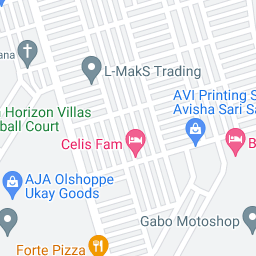 ana
L-MakS Trading
Horizon Villas
ball Court
AVI Printing S
Avisha Sari Sa
Celis Fam
B
AJA Olshoppe
Ukay Goods
Gabo Motoshop
Forte Pizza